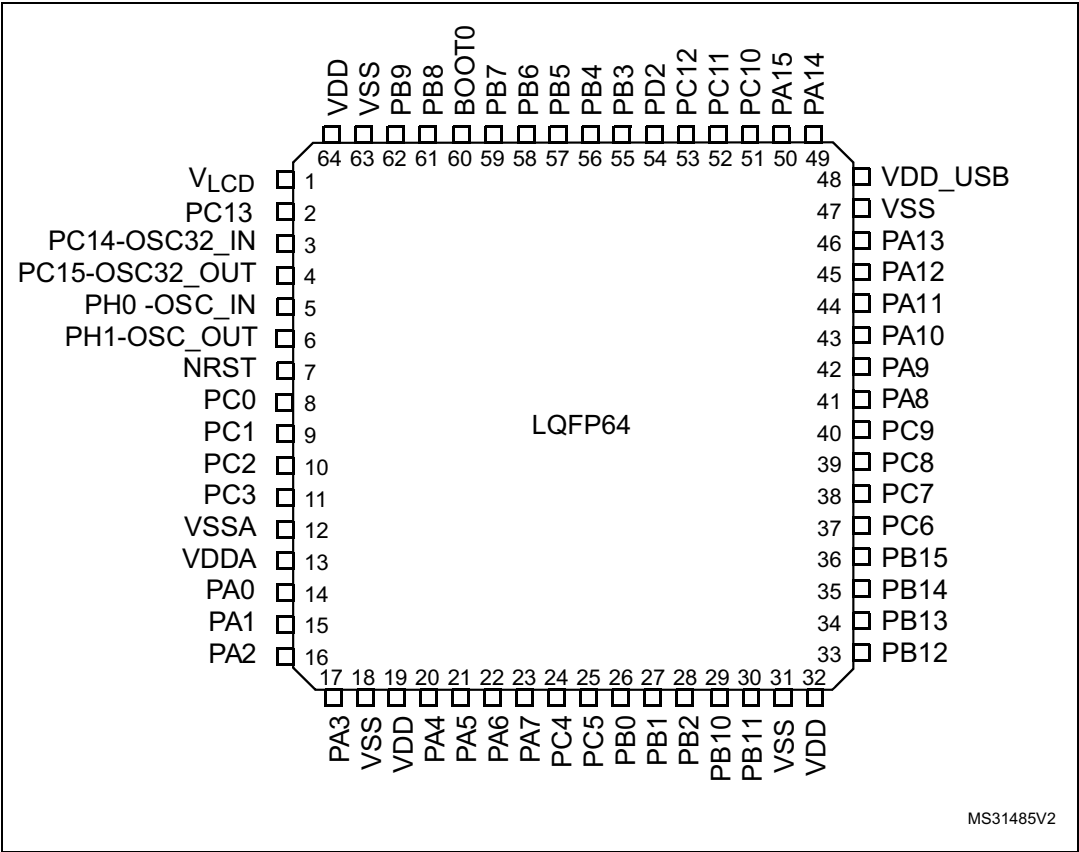 VDD
VSS
PB9
PB8
BOOT0
PB7
PB6
PB5
PB4
PB3
PD2
PC12
PC11
PC10
PA15
PA14
64 63 62 61 60 59 58 57 56 55 54 53 52 51 50 49
VLCD 1
PC13 2
PC14-OSC32_IN 3
PC15-OSC32_OUT 4
PH0 -OSC_IN 5
PH1-OSC_OUT 6
NRST 7
PC0 8
PC1 9
PC2 10
PC3 11
VSSA 12
VDDA 13
PA0 14
PA1 15
PA2 16
LQFP64
48 VDD_USB
47 VSS
46 PA13
45 PA12
44 PA11
43 PA10
42 PA9
41 PA8
40 PC9
39 PC8
38 PC7
37 PC6
36 PB15
35 PB14
34 PB13
33 PB12
17 18 19 20 21 22 23 24 25 26 27 28 29 30 31 32
PA3
VSS
VDD
PA4
PA5
PA6
PA7
PC4
PC5
PB0
PB1
PB2
PB10
PB11
VSS
VDD
MS31485V2